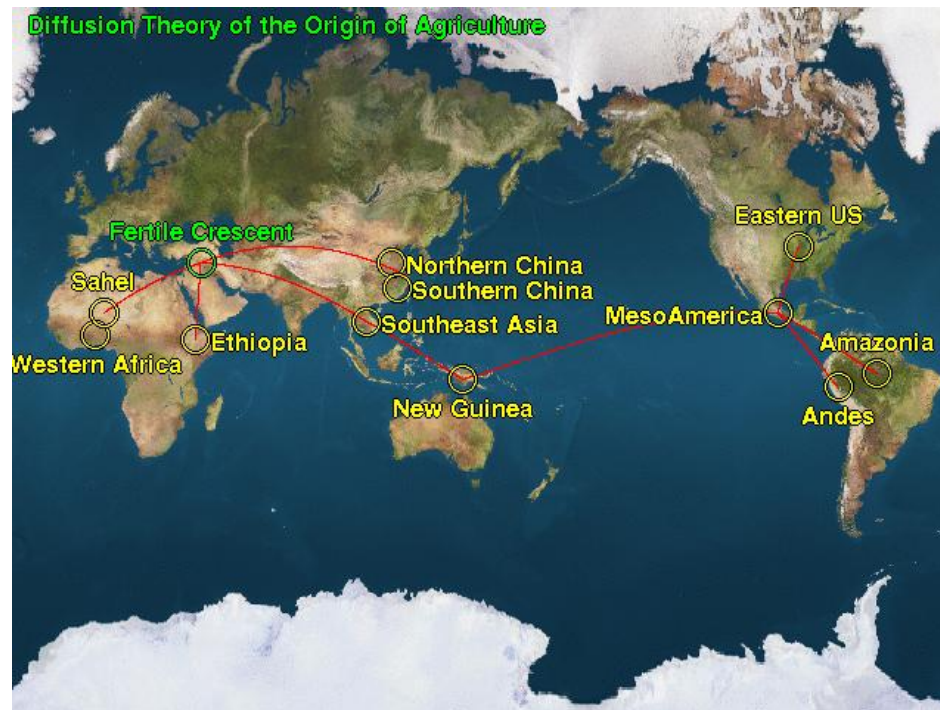 Diffusion Theory of the Origin of Agriculture
Eastern US
Fertile Crescent
Northern China
Sahel
Southern China
MesoAmerica
Southeast Asia
Ethiopia
Amazonia
Western Africa
New Guinea
Andes